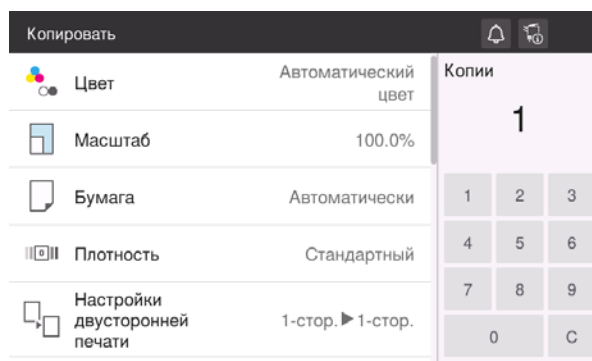 Копировать
Цвет
Автоматический
цвет
Масштаб
100.0%
Бумага
Автоматически
0
Плотность
Стандартный
Настройки
двусторонней
печати
1-стор.▶1-стор.
Копии
1
1 2 3
4 5 6
7 8 9
0 C